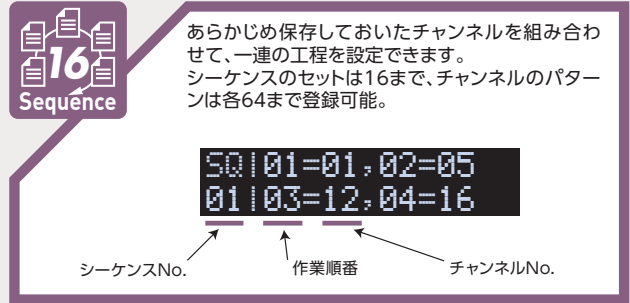 16
Sequence
あらかじめ保存しておいたチャンネルを組み合わ
せて、一連の工程を設定できます。
シーケンスのセットは16まで、チャンネルのパター
ンは各64まで登録可能。
SQ|01=01,02=05
01|03=12,04=16
シーケンスNo.
作業順番
チャンネルNo.